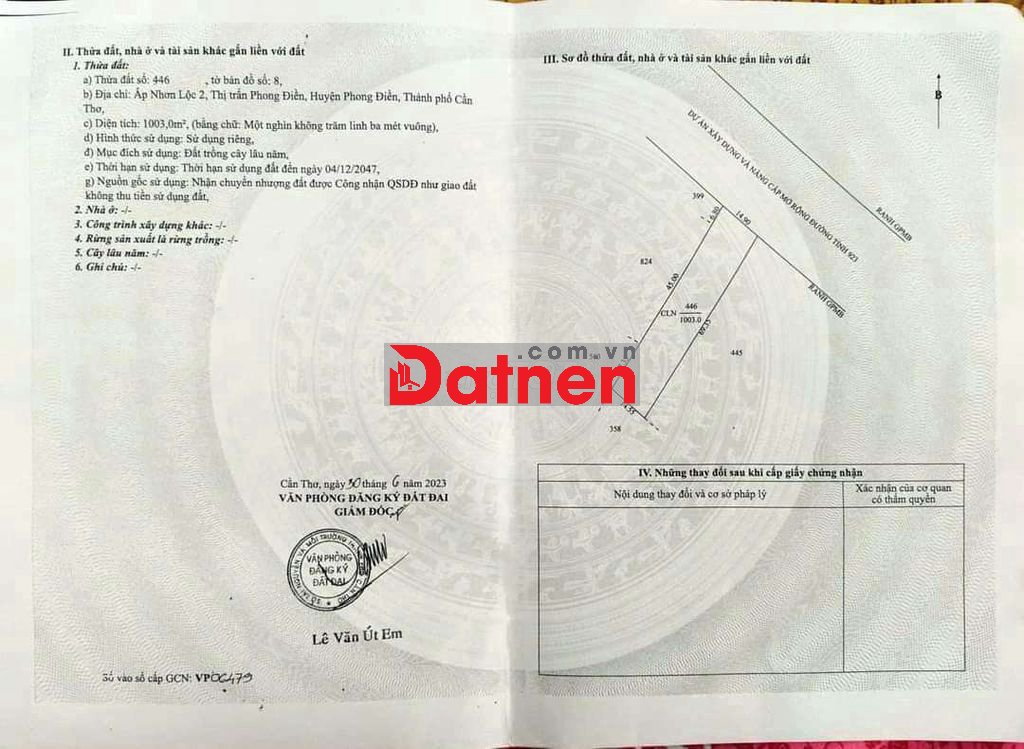 II. Thửa đất, nhà ở và tài sản khác gắn liền với đất
1. Thửa đất:
a) Thửa đất số: 446 , tờ bản đồ số: 8,
b) Địa chỉ: Ấp Nhơn Lộc 2, Thị trấn Phong Điền, Huyện Phong Điền, Thành phố Cần
Thơ,
c) Diện tích: 1003,0m², (bằng chữ: Một nghìn không trăm linh ba mét vuông),
d) Hình thức sử dụng: Sử dụng riêng,
đ) Mục đích sử dụng: Đất trồng cây lâu năm,
e) Thời hạn sử dụng: Thời hạn sử dụng đất đến ngày 04/12/2047,
g) Nguồn gốc sử dụng: Nhận chuyển nhượng đất được Công nhận QSDĐ như giao đất
không thu tiền sử dụng đất,
2. Nhà ở: -/-
3. Công trình xây dựng khác: -/-
4. Rừng sản xuất là rừng trồng: -/-
5. Cây lâu năm: -/-
6. Ghi chú: -/-
Cần Thơ, ngày 30 tháng 6 năm 2023
VĂN PHÒNG ĐĂNG KÝ ĐẤT ĐAI
GIÁM ĐỐC
VĂN PHÒNG
ĐĂNG KÝ
ĐẤT ĐAI
Lê Văn Út Em
Số vào sổ cấp GCN: VP00479
III. Sơ đồ thửa đất, nhà ở và tài sản khác gắn liền với đất
B
DỰ ÁN XÂY DỰNG VÀ NÂNG CẤP MỞ RỘNG ĐƯỜNG TỈNH 923
RANH GPMB
RANH GPMB
399
16.80
14.90
824
45.00
CLN
446
1003.0
69.35
445
358
.com.vn
Datnen
IV. Những thay đổi sau khi cấp giấy chứng nhận
Nội dung thay đổi và cơ sở pháp lý
Xác nhận của cơ quan
có thẩm quyền